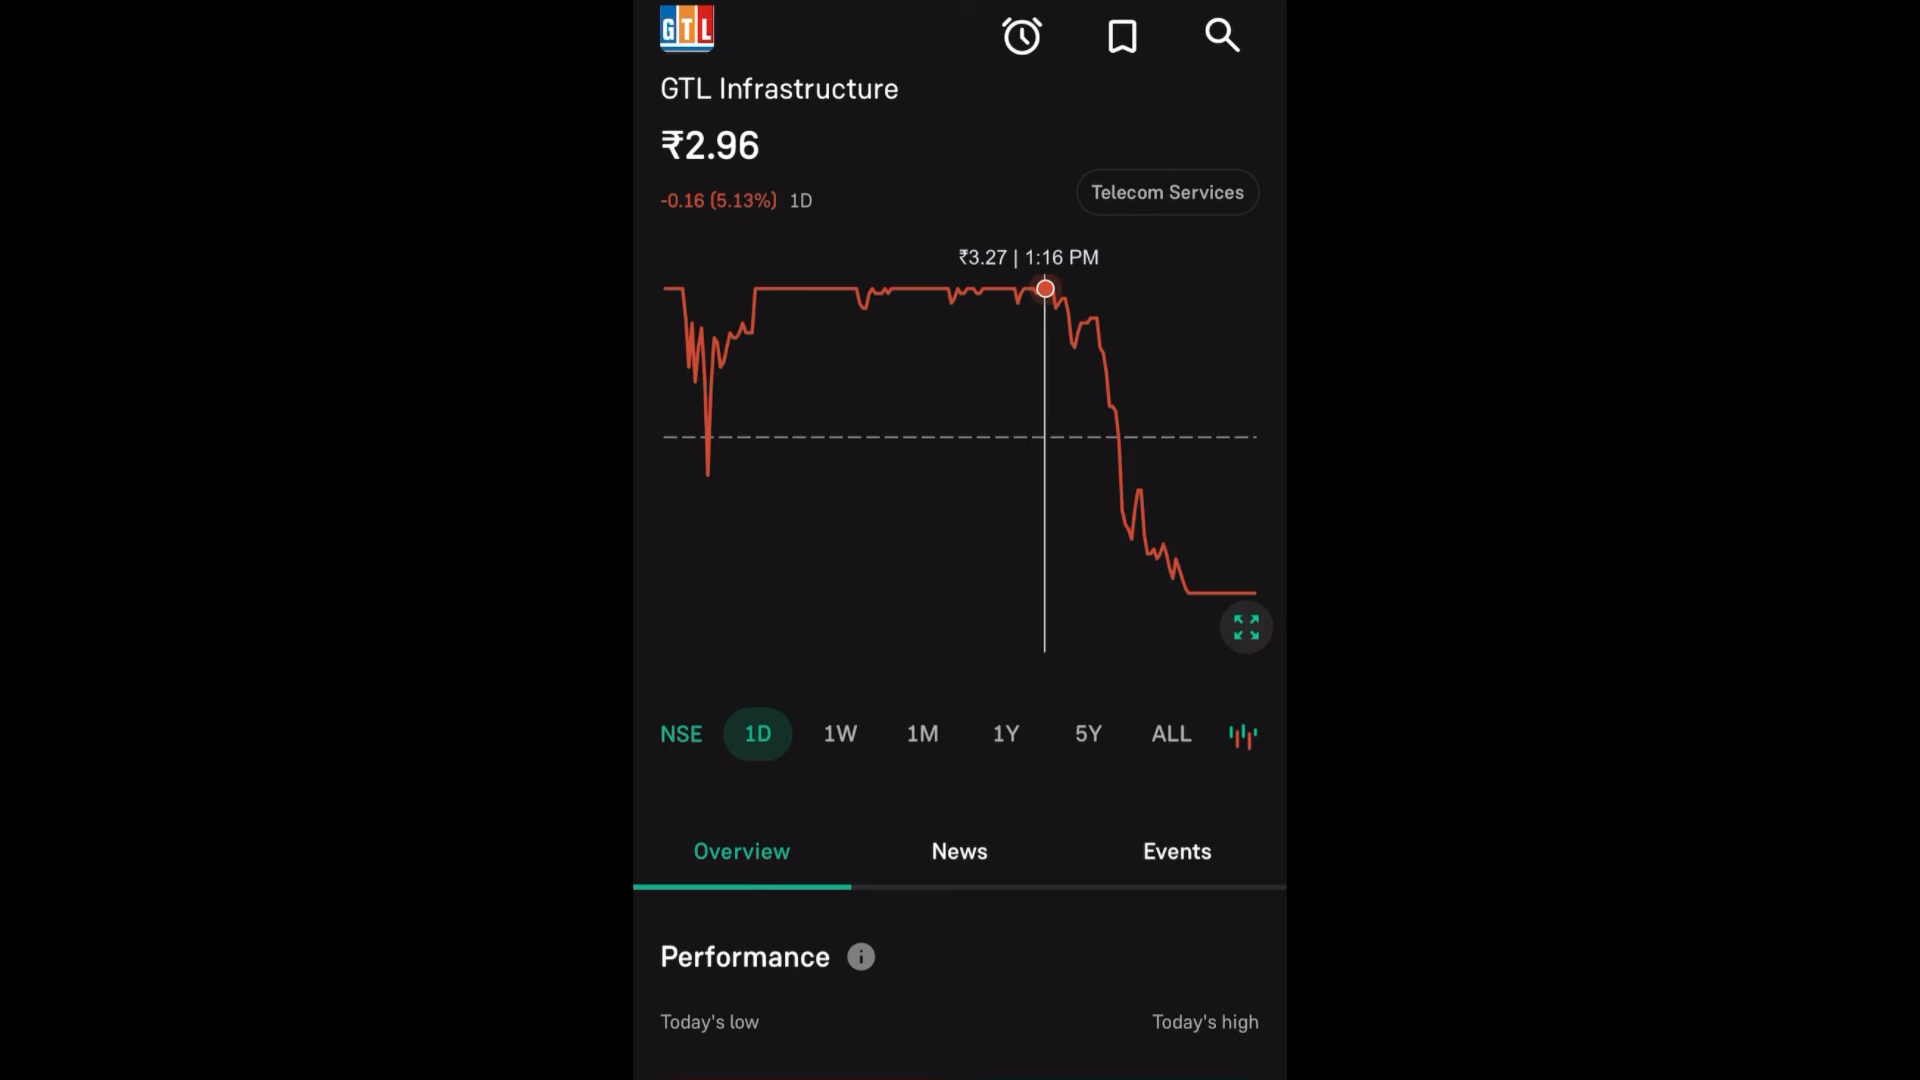 GTL
GTL Infrastructure
₹2.96
-0.16 (5.13%) 1D
Telecom Services
₹3.27 | 1:16 PM
NSE 1D 1W 1M 1Y 5Y ALL
Overview News Events
Performance
Today's low Today's high